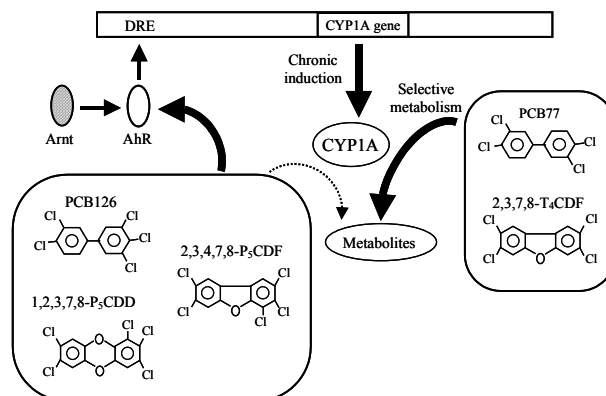 DRE
CYP1A gene
Chronic
induction
Selective
metabolism
Arnt
AhR
CYP1A
PCB77
Cl
Cl
Cl
Cl
PCB126
Cl
Cl
Cl
Cl
Cl
2,3,7,8-T₄CDF
Cl
Cl
Cl
Cl
O
Metabolites
2,3,4,7,8-P₅CDF
Cl
Cl
Cl
Cl
Cl
O
1,2,3,7,8-P₅CDD
Cl
Cl
Cl
Cl
Cl
O
O